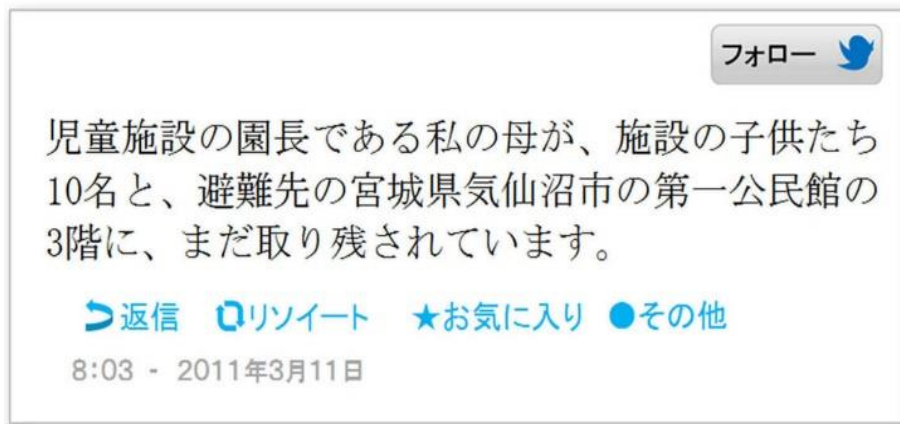 フォロー
児童施設の園長である私の母が、施設の子供たち
10名と、避難先の宮城県気仙沼市の第一公民館の
3階に、まだ取り残されています。
返信 リツイート ★お気に入り ●その他
8:03 - 2011年3月11日